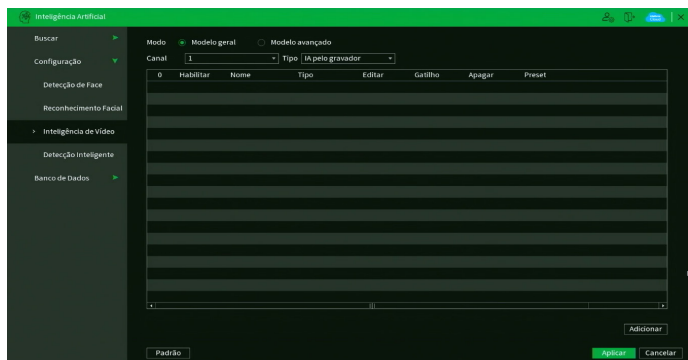 Inteligência Artificial
Buscar
Configuração
Detecção de Face
Reconhecimento Facial
Inteligência de Vídeo
Detecção Inteligente
Banco de Dados
Modo Modelo geral Modelo avançado
Canal 1 Tipo IA pelo gravador
0 Habilitar Nome Tipo Editar Gatilho Apagar Preset
Adicionar
Padrão Aplicar Cancelar